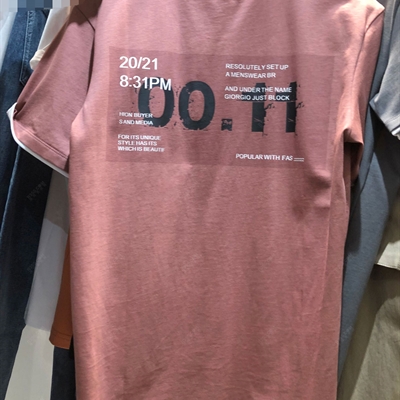 20/21
8:31PM
00.11
RESOLUTELY SET UP
A MENSWEAR BR
AND UNDER THE NAME
GIORGIO JUST BLOCK
FROM BUYER
S AND MEDIA
FOR ITS UNIQUE
STYLE HAS ITS
WHICH IS BEAUTIF
POPULAR WITH FAS